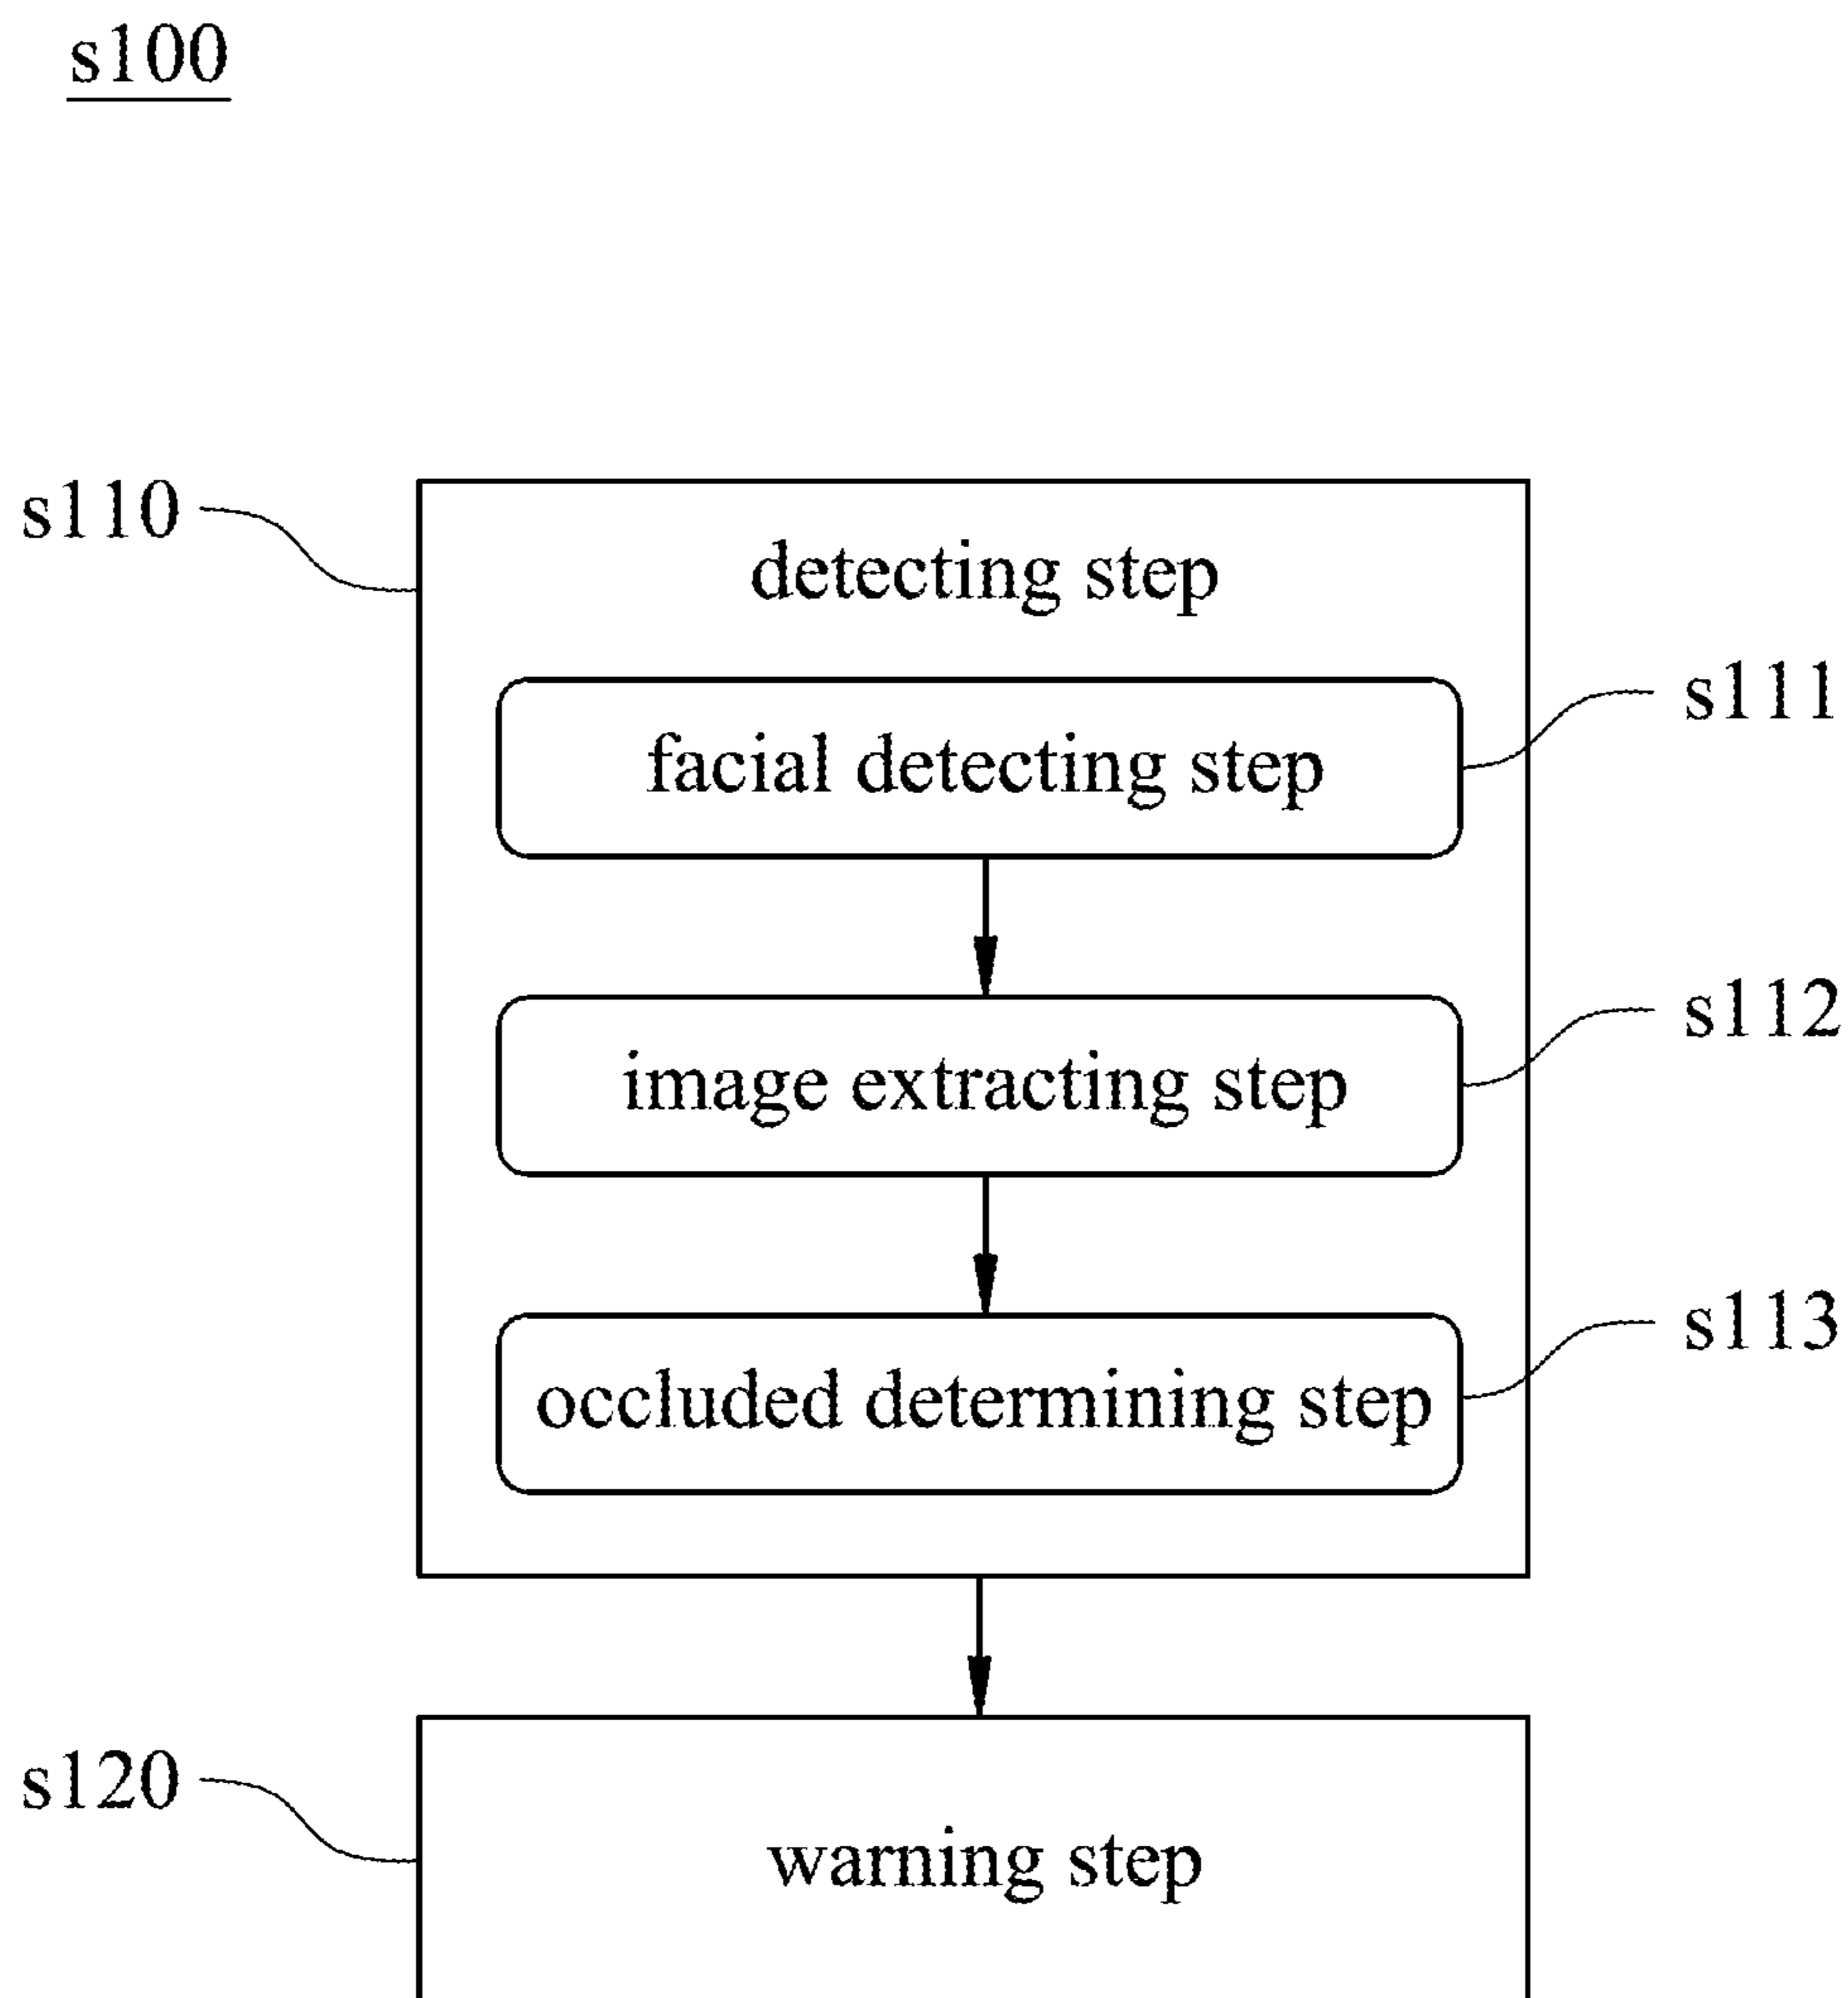 s100
s110
detecting step
s111
facial detecting step
s112
image extracting step
s113
occluded determining step
s120
warning step